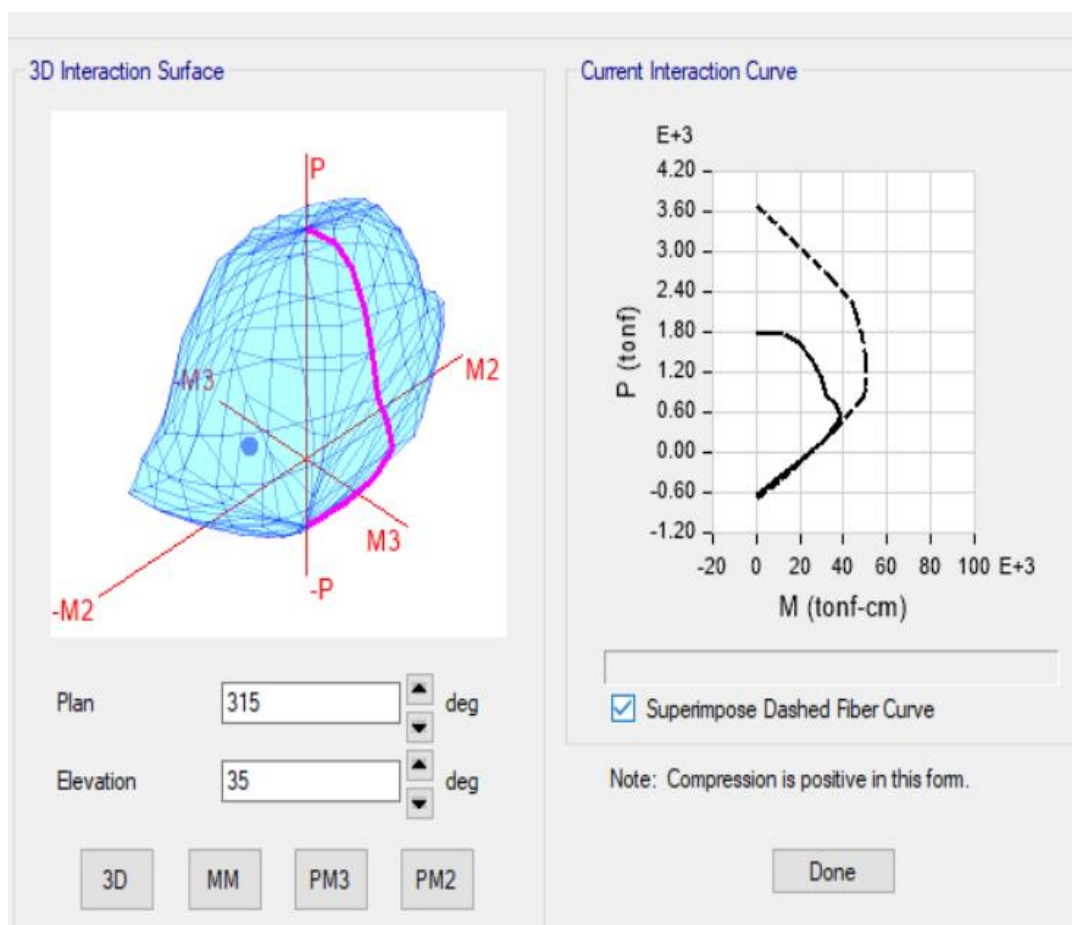 3D Interaction Surface
P
M2
-M3
M3
-P
-M2
Plan
315
deg
Elevation
35
deg
3D
MM
PM3
PM2
Current Interaction Curve
E+3
4.20
3.60
3.00
2.40
1.80
1.20
0.60
0.00
-0.60
-1.20
P (tonf)
-20 0 20 40 60 80 100 E+3
M (tonf-cm)
Superimpose Dashed Fiber Curve
Note: Compression is positive in this form.
Done